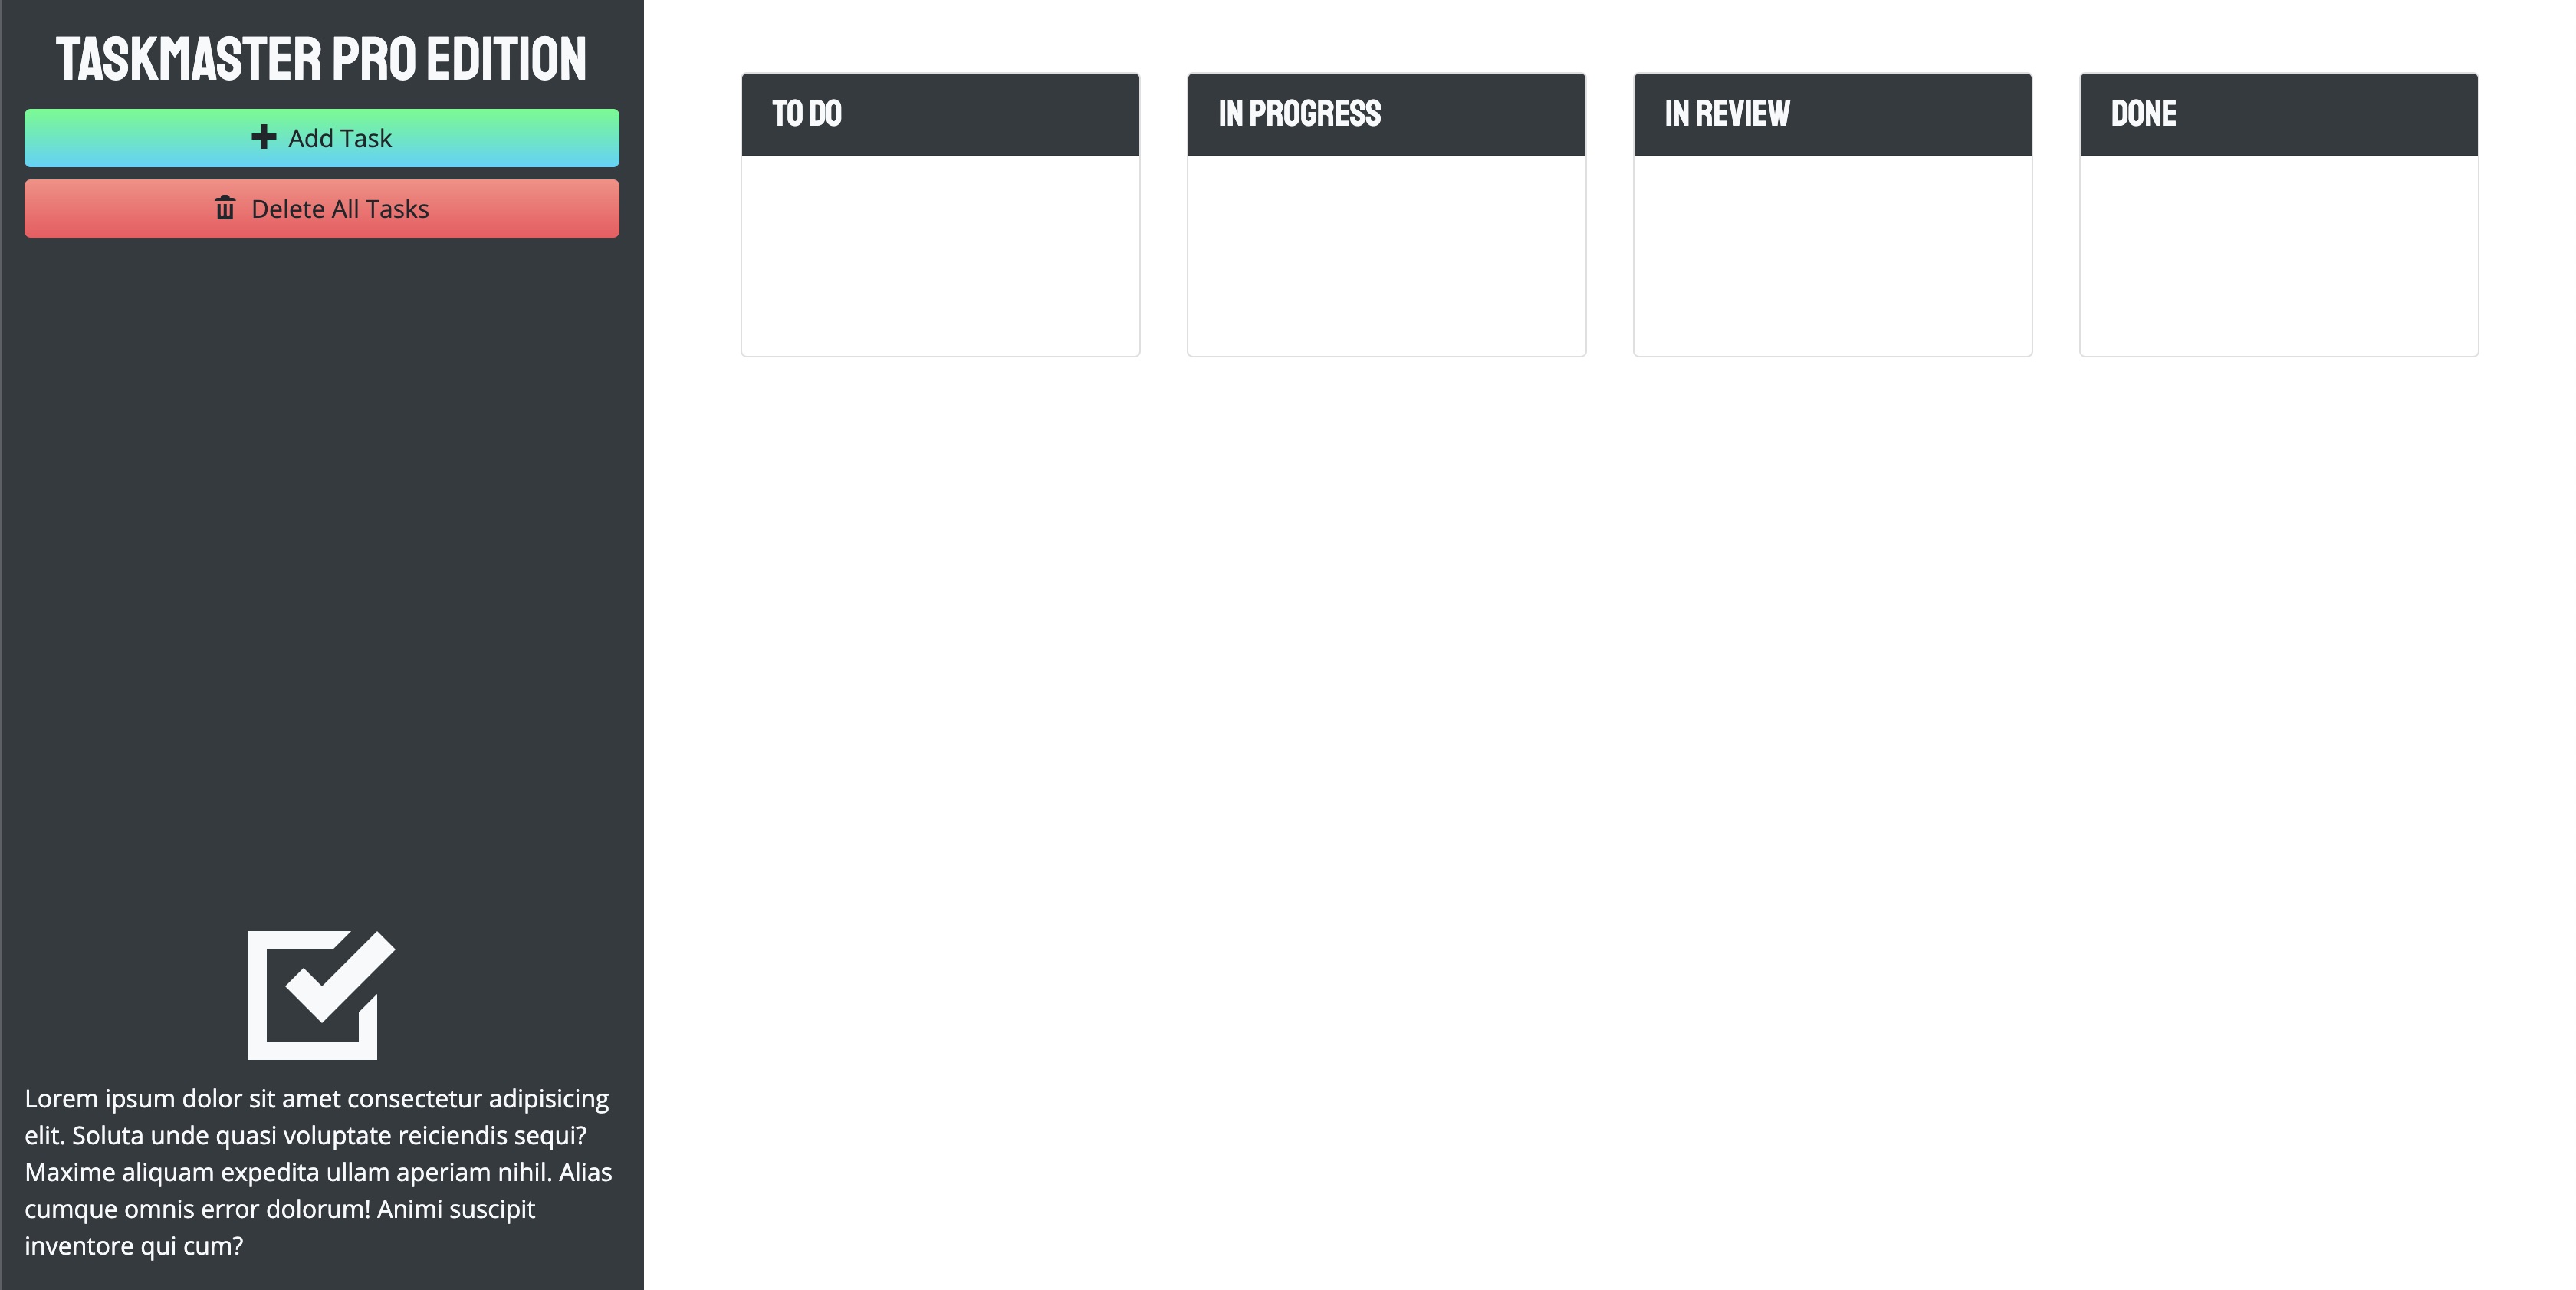 TASKMASTER PRO EDITION
Add Task
Delete All Tasks
TO DO
IN PROGRESS
IN REVIEW
DONE
Lorem ipsum dolor sit amet consectetur adipisicing
elit. Soluta unde quasi voluptate reiciendis sequi?
Maxime aliquam expedita ullam aperiam nihil. Alias
cumque omnis error dolorum! Animi suscipit
inventore qui cum?